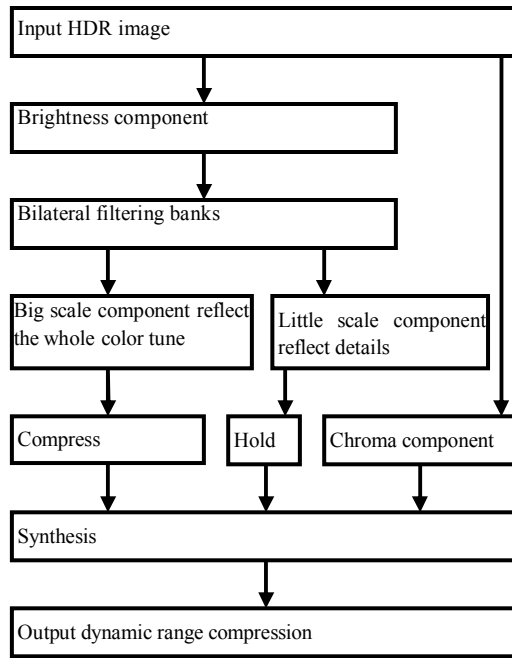 Input HDR image
Brightness component
Bilateral filtering banks
Big scale component reflect
the whole color tune
Little scale component
reflect details
Compress
Hold
Chroma component
Synthesis
Output dynamic range compression